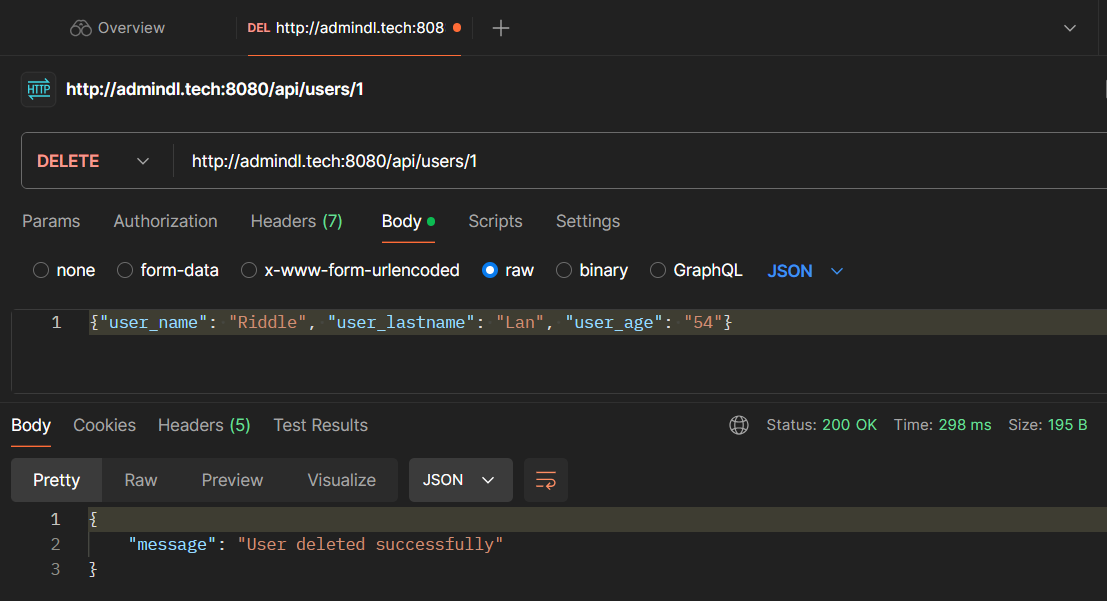 Overview DEL http://admindl.tech:808
HTTP http://admindl.tech:8080/api/users/1
DELETE http://admindl.tech:8080/api/users/1
Params Authorization Headers (7) Body Scripts Settings
none form-data x-www-form-urlencoded raw binary GraphQL JSON
1 {"user_name": "Riddle", "user_lastname": "Lan", "user_age": "54"}
Body Cookies Headers (5) Test Results Status: 200 OK Time: 298 ms Size: 195 B
Pretty Raw Preview Visualize JSON
1 {
2 "message": "User deleted successfully"
3 }